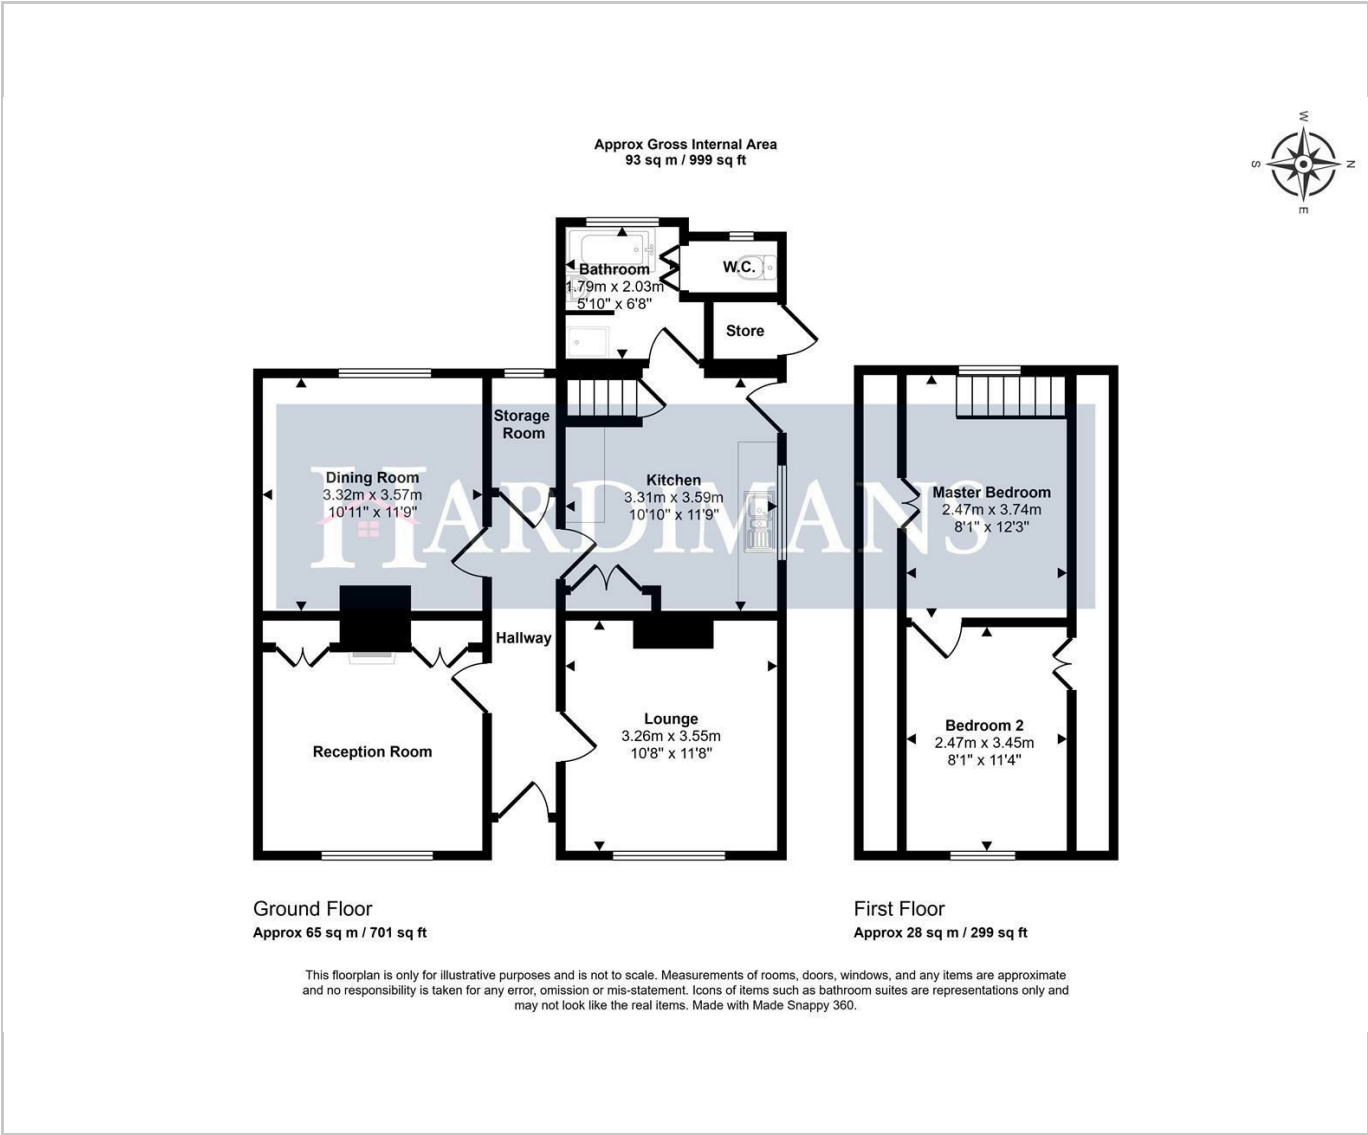 Approx Gross Internal Area
93 sq m / 999 sq ft
W
S
N
E
Bathroom
1.79m x 2.03m
5'10" x 6'8"
W.C.
Store
Storage
Room
Dining Room
3.32m x 3.57m
10'11" x 11'9"
Kitchen
3.31m x 3.59m
10'10" x 11'9"
Master Bedroom
2.47m x 3.74m
8'1" x 12'3"
HARDIMANS
Hallway
Reception Room
Lounge
3.26m x 3.55m
10'8" x 11'8"
Bedroom 2
2.47m x 3.45m
8'1" x 11'4"
Ground Floor
Approx 65 sq m / 701 sq ft
First Floor
Approx 28 sq m / 299 sq ft
This floorplan is only for illustrative purposes and is not to scale. Measurements of rooms, doors, windows, and any items are approximate
and no responsibility is taken for any error, omission or mis-statement. Icons of items such as bathroom suites are representations only and
may not look like the real items. Made with Made Snappy 360.